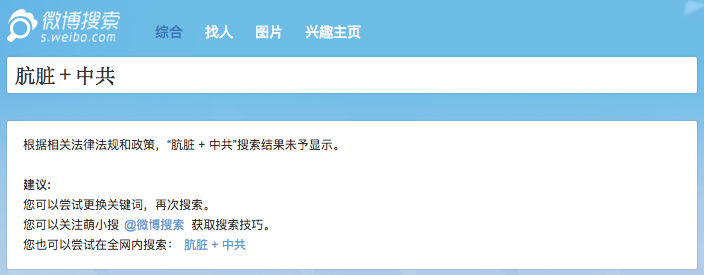 微博搜索
s.weibo.com
综合 找人 图片 兴趣主页
肮脏 + 中共
根据相关法律法规和政策，“肮脏 + 中共”搜索结果未予显示。
建议:
您可以尝试更换关键词，再次搜索。
您可以关注萌小搜 @微博搜索 获取搜索技巧。
您也可以尝试在全网内搜索： 肮脏 + 中共